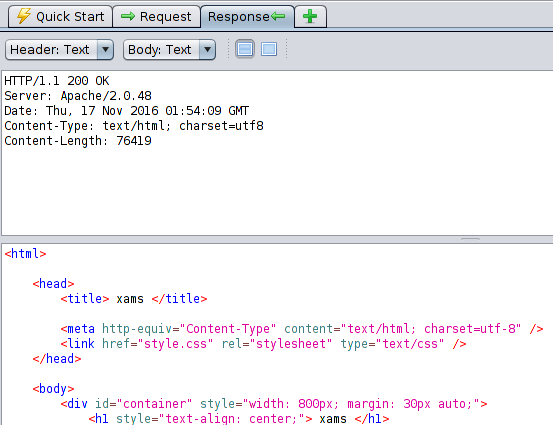 Quick Start Request Response
Header: Text Body: Text
HTTP/1.1 200 OK
Server: Apache/2.0.48
Date: Thu, 17 Nov 2016 01:54:09 GMT
Content-Type: text/html; charset=utf8
Content-Length: 76419
<html>
<head>
<title> xams </title>
<meta http-equiv="Content-Type" content="text/html; charset=utf-8" />
<link href="style.css" rel="stylesheet" type="text/css" />
</head>
<body>
<div id="container" style="width: 800px; margin: 30px auto;">
<h1 style="text-align: center;"> xams </h1>